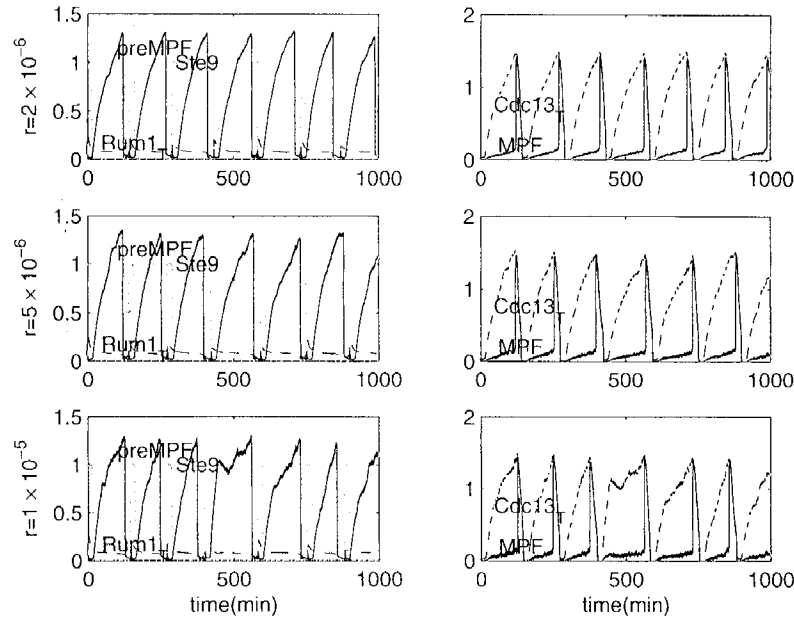 r=2 × 10⁻⁶
1.5
1
0.5
0
preMPF
Ste9
Rum1T
0 500 1000
2
1
0
Cdc13T
MPF
0 500 1000
r=5 × 10⁻⁶
1.5
1
0.5
0
preMPF
Ste9
Rum1T
0 500 1000
2
1
0
Cdc13T
MPF
0 500 1000
r=1 × 10⁻⁵
1.5
1
0.5
0
preMPF
Ste9
Rum1T
0 500 1000
time(min)
2
1
0
Cdc13T
MPF
0 500 1000
time(min)